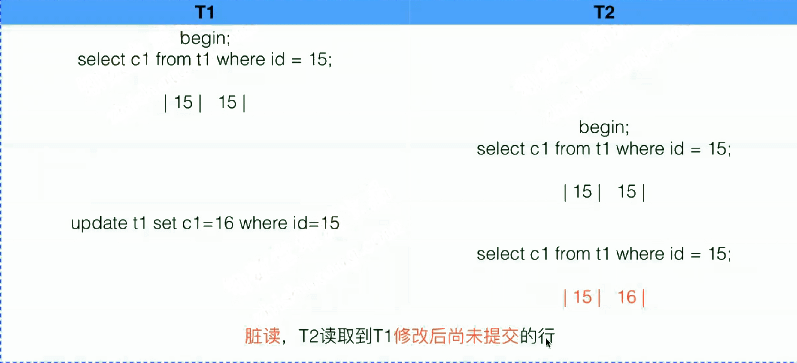 T1
T2
begin;
select c1 from t1 where id = 15;
| 15 | 15 |
begin;
select c1 from t1 where id = 15;
| 15 | 15 |
update t1 set c1=16 where id=15
select c1 from t1 where id = 15;
| 15 | 16 |
脏读，T2读取到T1修改后尚未提交的行